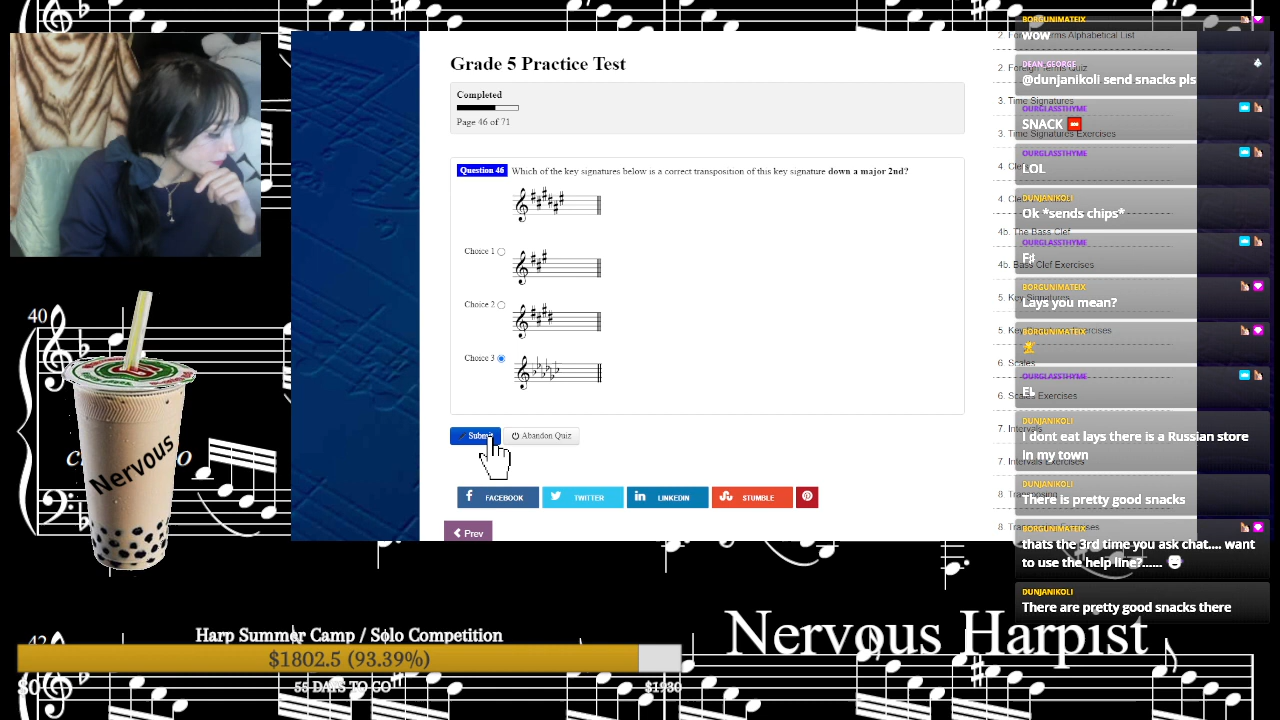 Grade 5 Practice Test
Completed
Page 46 of 71
Question 46 Which of the key signatures below is a correct transposition of this key signature down a major 2nd?
Choice 1
Choice 2
Choice 3
Submit
Abandon Quiz
FACEBOOK
TWITTER
LINKEDIN
STUMBLE
Prev
3. Time Signatures
3. Time Signatures Exercises
4b. The Bass Clef
4b. Bass Clef Exercises
5. Key Signatures
6. Scales
6. Scales Exercises
7. Intervals
7. Intervals Exercises
BORGUNIMATEIX
wow
DEAN_GEORGE
@dunjanikoli send snacks pls
OURGLASSTHYME
SNACK
OURGLASSTHYME
LOL
DUNJANIKOLI
Ok *sends chips*
OURGLASSTHYME
F#
BORGUNIMATEIX
Lays you mean?
BORGUNIMATEIX
OURGLASSTHYME
DUNJANIKOLI
I dont eat lays there is a Russian store
in my town
DUNJANIKOLI
There is pretty good snacks
BORGUNIMATEIX
thats the 3rd time you ask chat.... want
to use the help line?......
DUNJANIKOLI
There are pretty good snacks there
40
Nervous
42
Harp Summer Camp / Solo Competition
$1802.5 (93.39%)
$0
55 DAYS TO GO
$1930
Nervous Harpist